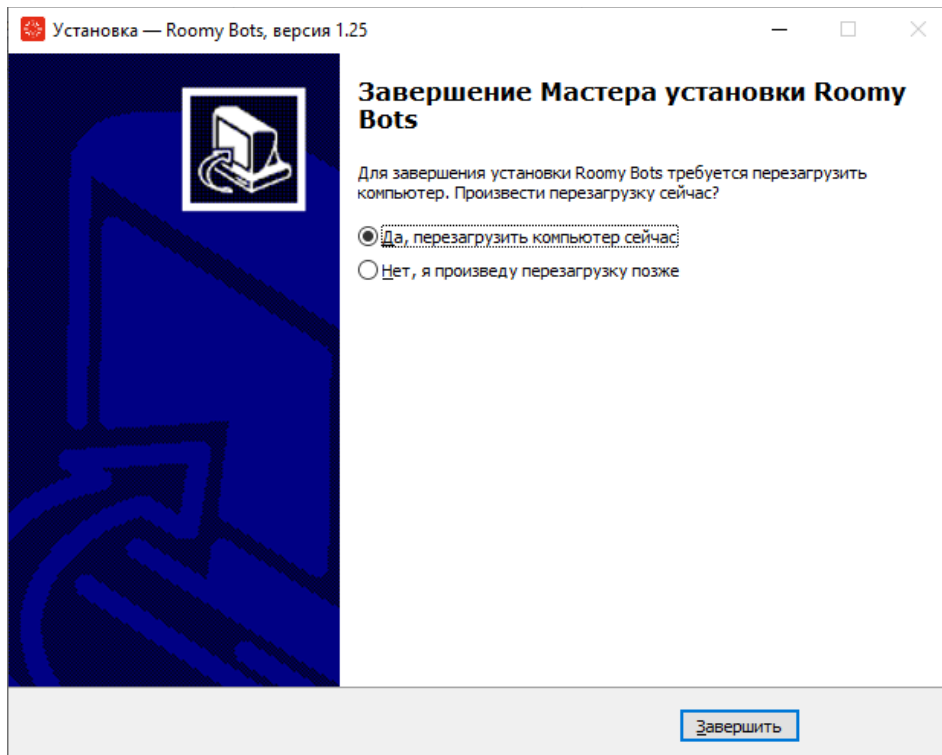 Установка — Roomy Bots, версия 1.25
Завершение Мастера установки Roomy
Bots
Для завершения установки Roomy Bots требуется перезагрузить
компьютер. Произвести перезагрузку сейчас?
Да, перезагрузить компьютер сейчас
Нет, я произведу перезагрузку позже
Завершить